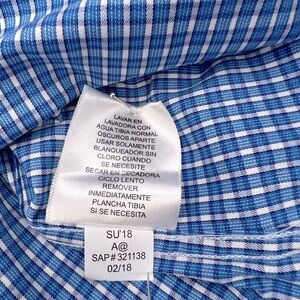 LAVAR EN
LAVADORA CON
AGUA TIBIA NORMAL
OSCUROS APARTE
USAR SOLAMENTE
BLANQUEADOR SIN
CLORO CUANDO
SE NECESITE
SECAR EN SECADORA
CICLO LENTO
REMOVER
INMEDIATAMENTE
PLANCHA TIBIA
SI SE NECESITA
SU'18
A@
SAP# 321138
02/18